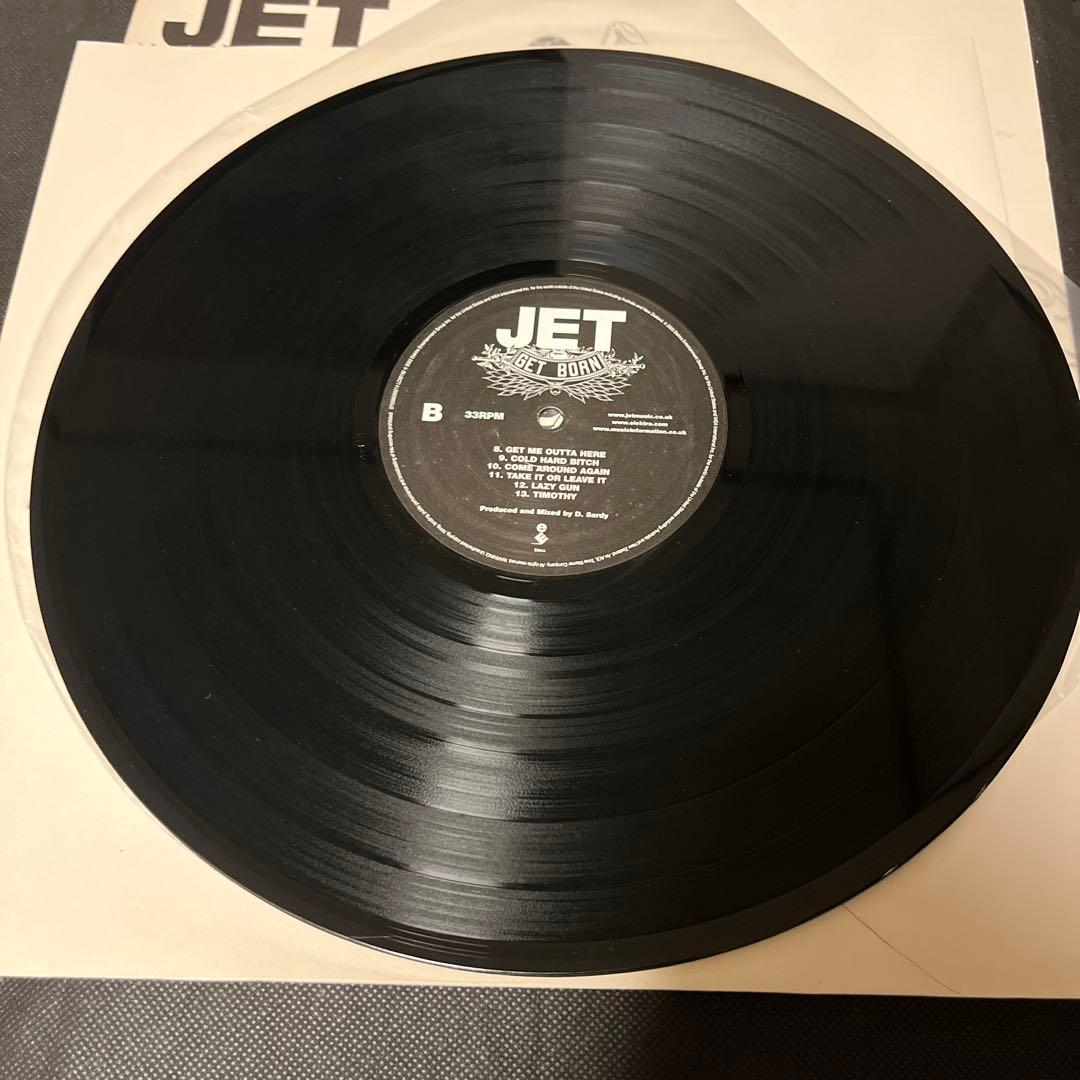 JET
JET
GET BORN
B 33RPM
www.jetmusic.co.uk
www.elektra.com
www.musicinformation.co.uk
8. GET ME OUTTA HERE
9. COLD HARD BITCH
10. COME AROUND AGAIN
11. TAKE IT OR LEAVE IT
12. LAZY GUN
13. TIMOTHY
Produced and Mixed by D. Sardy